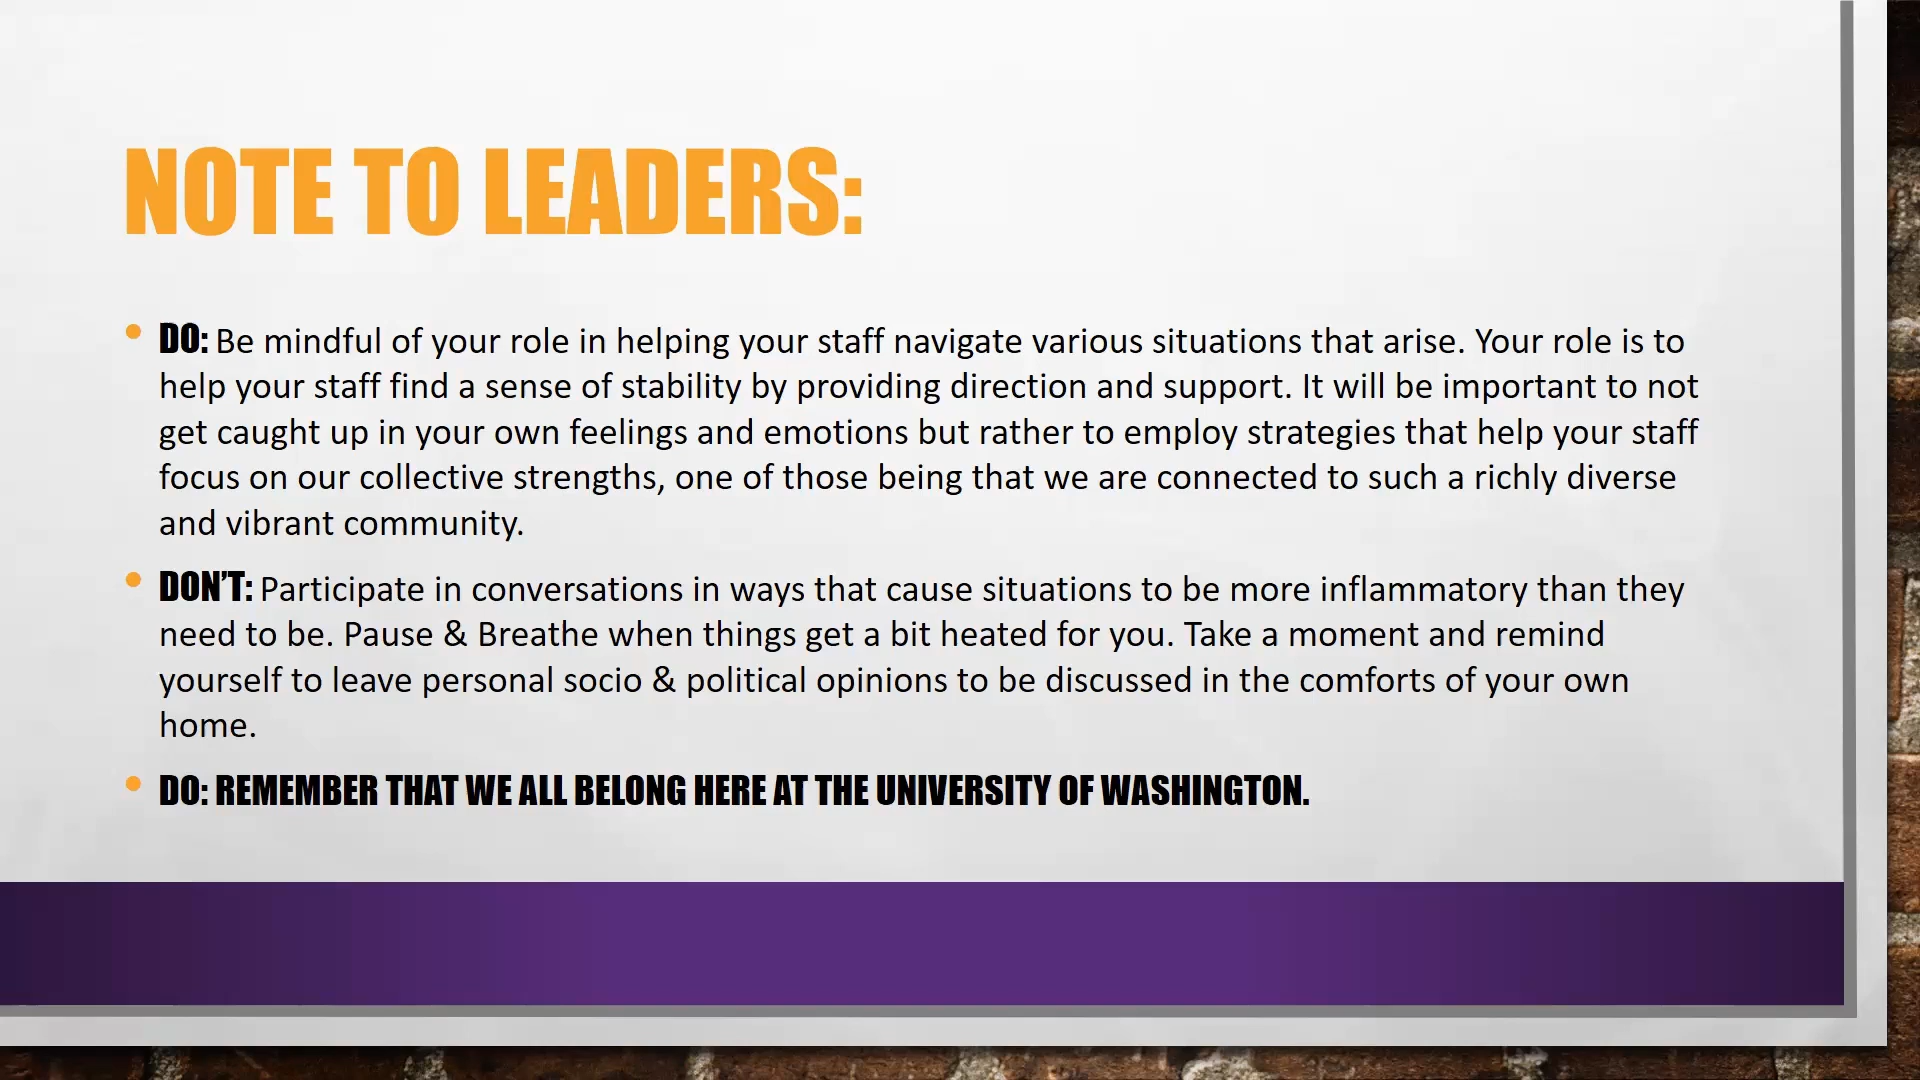 NOTE TO LEADERS:
DO: Be mindful of your role in helping your staff navigate various situations that arise. Your role is to
help your staff find a sense of stability by providing direction and support. It will be important to not
get caught up in your own feelings and emotions but rather to employ strategies that help your staff
focus on our collective strengths, one of those being that we are connected to such a richly diverse
and vibrant community.
DON’T: Participate in conversations in ways that cause situations to be more inflammatory than they
need to be. Pause & Breathe when things get a bit heated for you. Take a moment and remind
yourself to leave personal socio & political opinions to be discussed in the comforts of your own
home.
DO: REMEMBER THAT WE ALL BELONG HERE AT THE UNIVERSITY OF WASHINGTON.